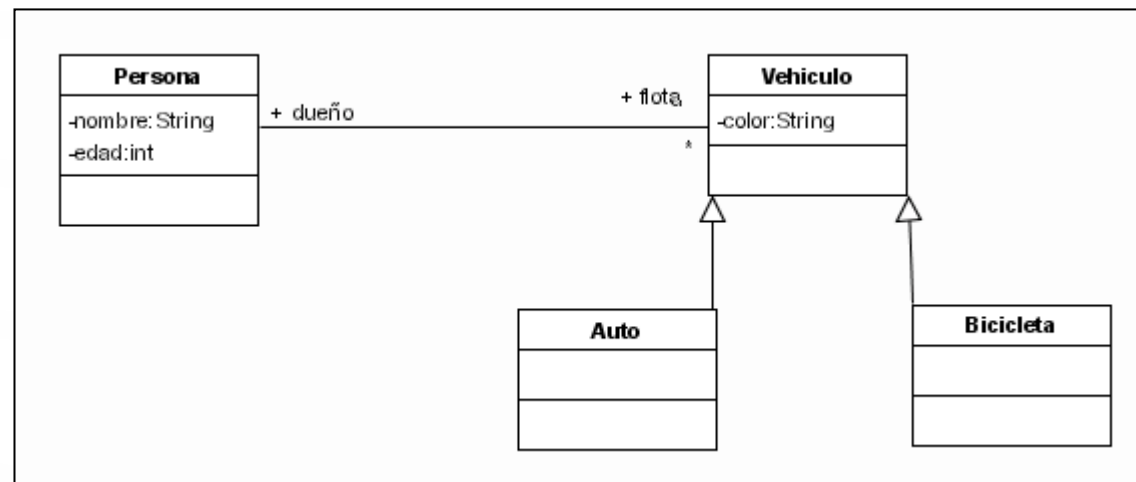 Persona
-nombre:String
-edad:int
+ dueño
+ flota
*
Vehiculo
-color:String
Auto
Bicicleta